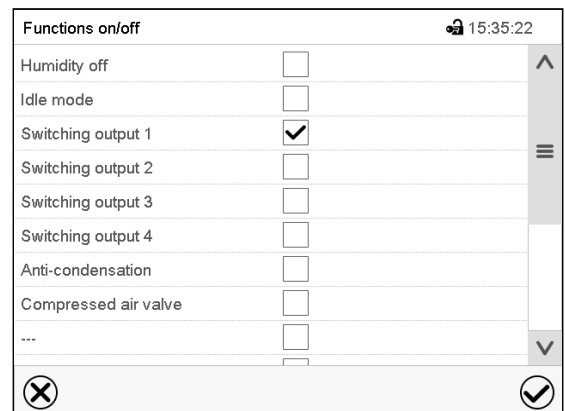 Functions on/off 15:35:22
Humidity off
Idle mode
Switching output 1
Switching output 2
Switching output 3
Switching output 4
Anti-condensation
Compressed air valve
---